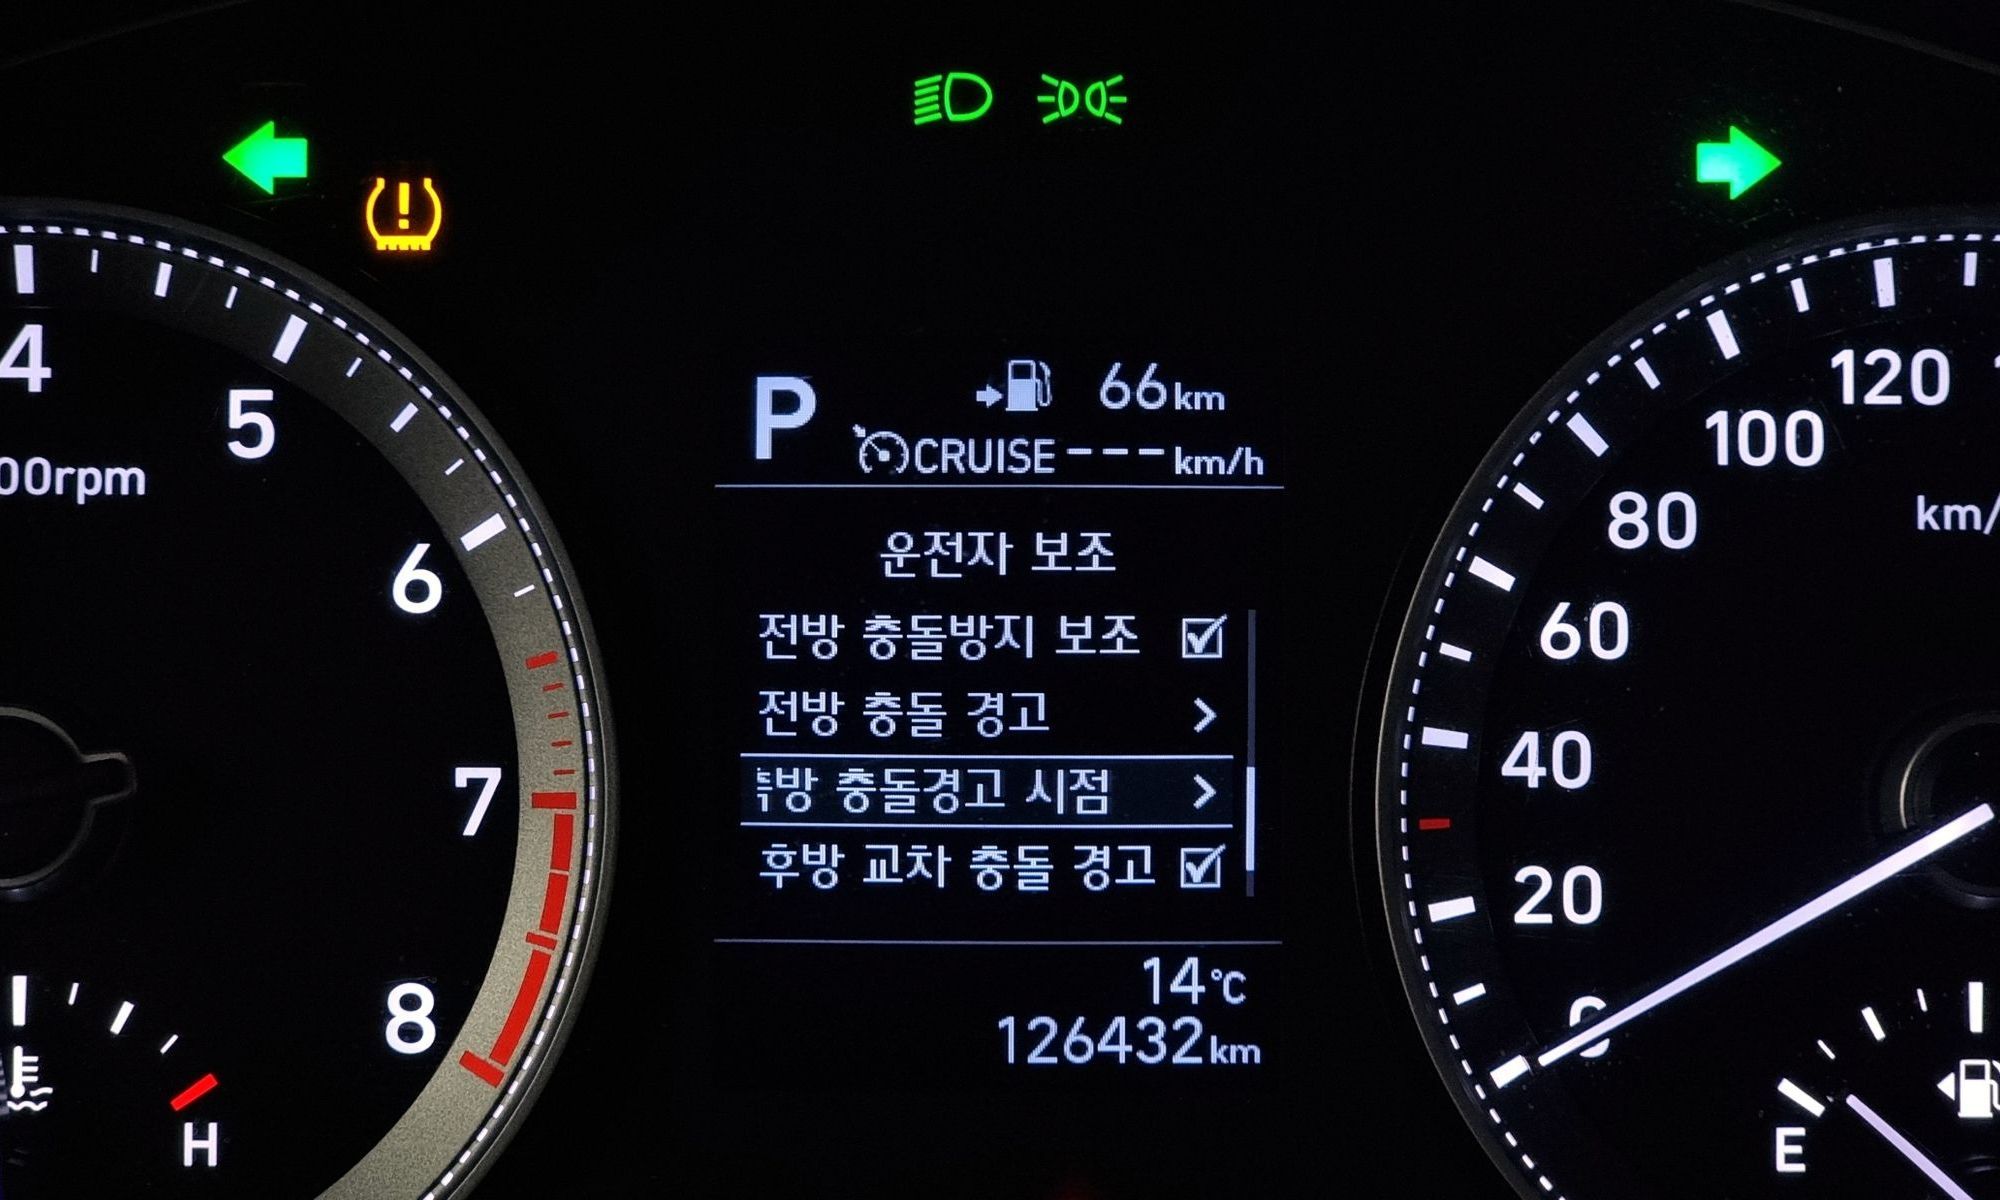 P
66km
CRUISE---km/h
운전자 보조
전방 충돌방지 보조
전방 충돌 경고
방 충돌경고 시점
후방 교차 충돌 경고
14℃
126432km
4
5
00rpm
6
7
8
H
120
100
80
km/
60
40
20
0
E